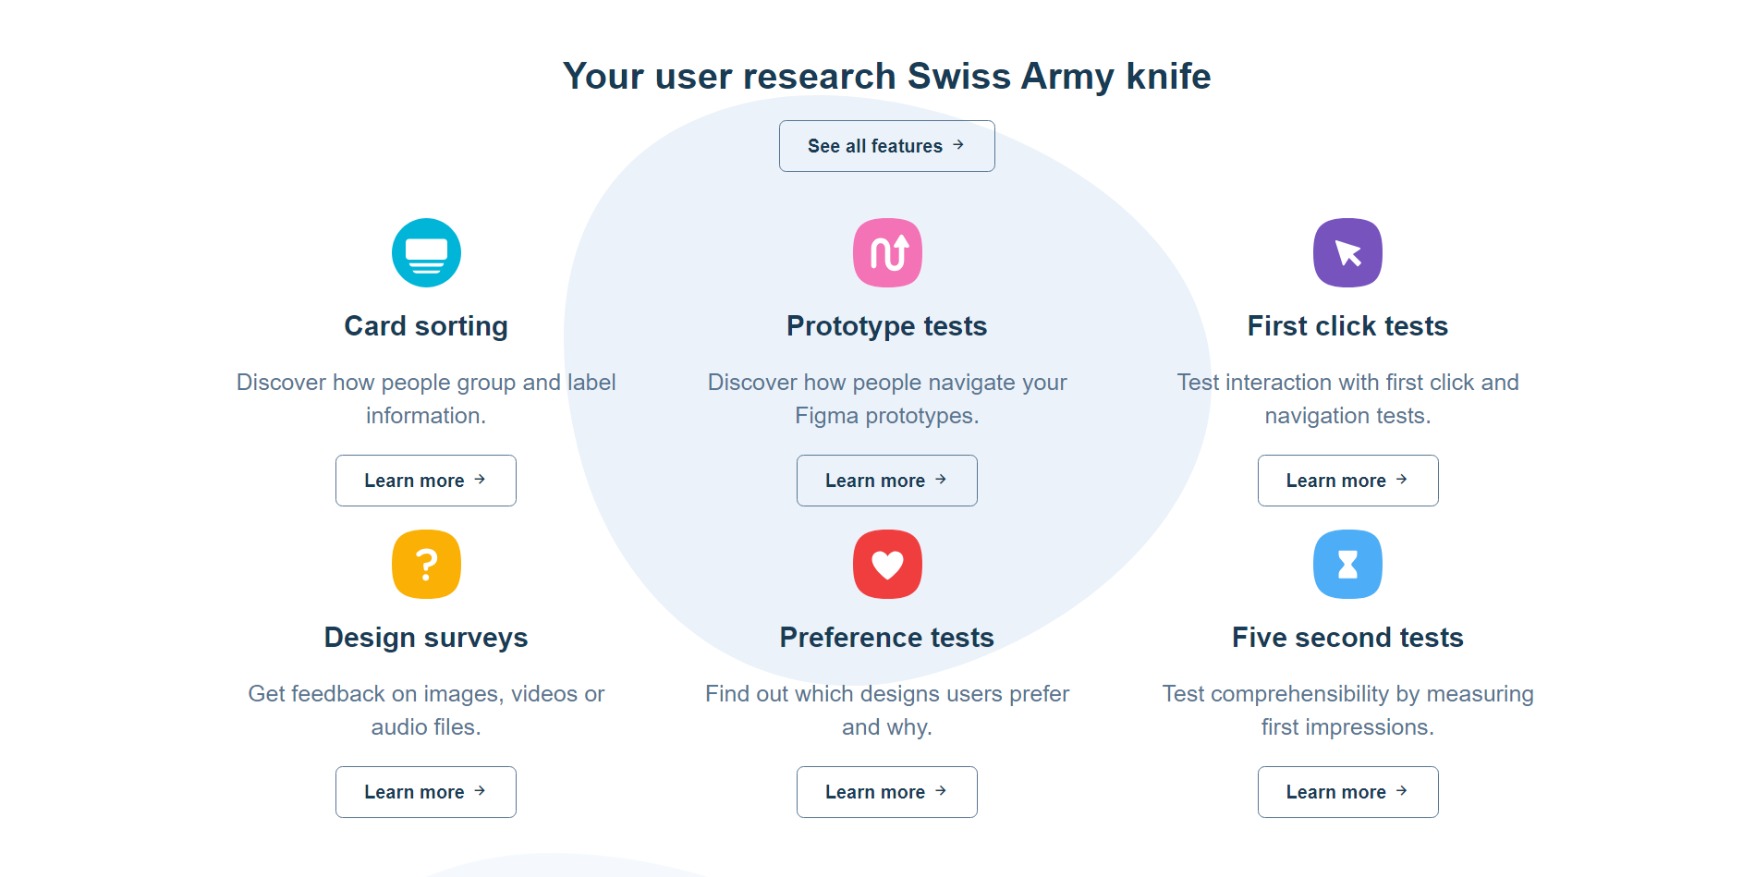 Your user research Swiss Army knife
See all features →
Card sorting
Discover how people group and label
information.
Learn more →
Prototype tests
Discover how people navigate your
Figma prototypes.
Learn more →
First click tests
Test interaction with first click and
navigation tests.
Learn more →
?
Design surveys
Get feedback on images, videos or
audio files.
Learn more →
Preference tests
Find out which designs users prefer
and why.
Learn more →
Five second tests
Test comprehensibility by measuring
first impressions.
Learn more →